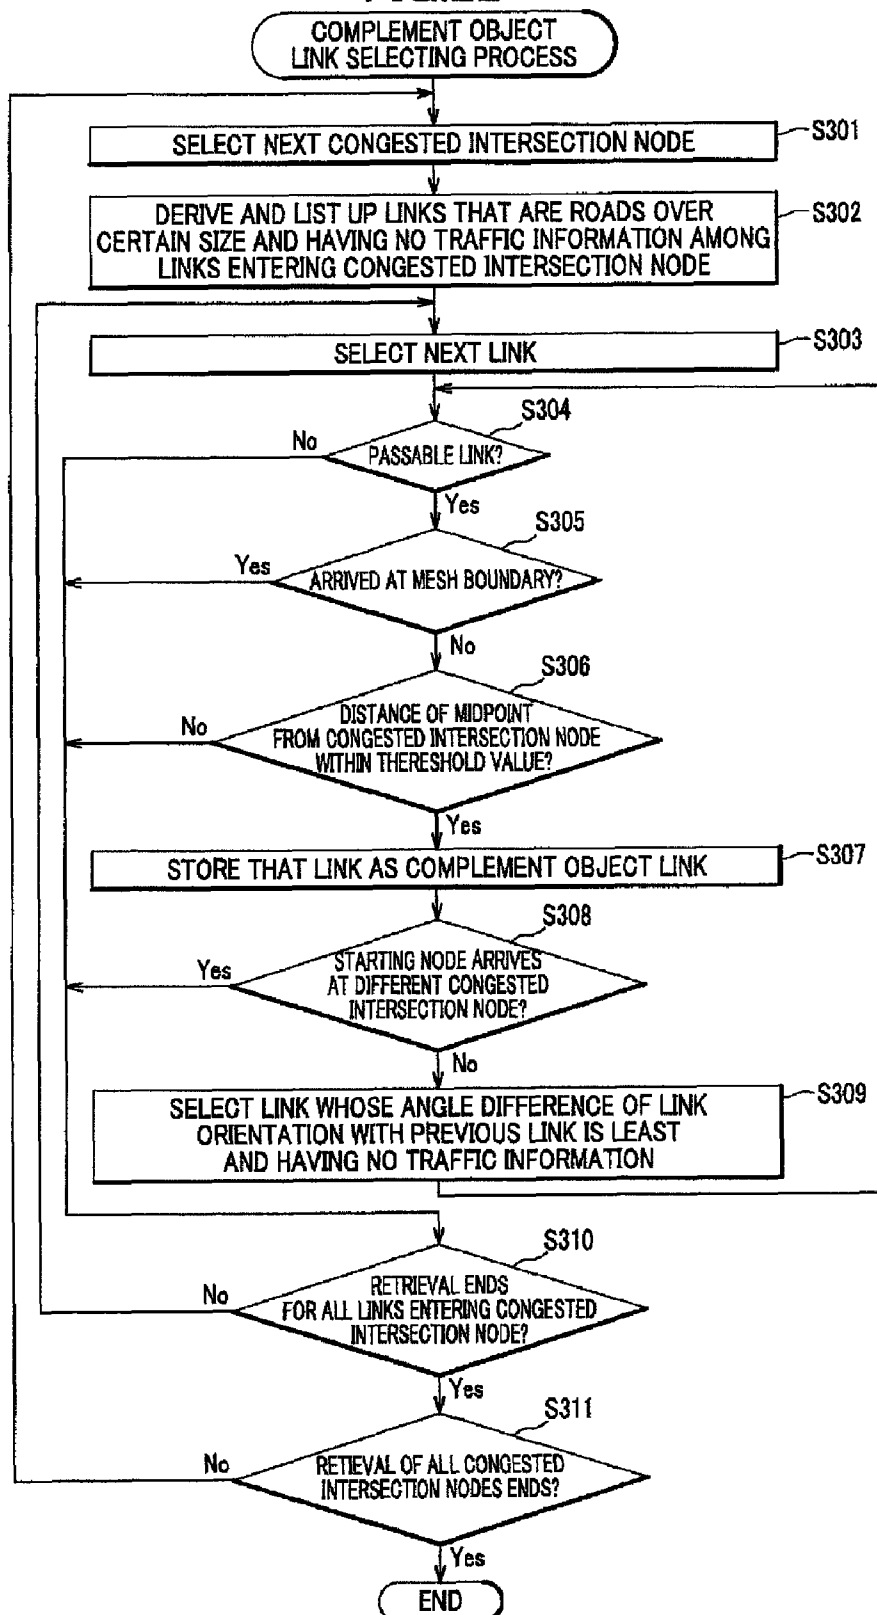 COMPLEMENT OBJECT
LINK SELECTING PROCESS
SELECT NEXT CONGESTED INTERSECTION NODE
S301
DERIVE AND LIST UP LINKS THAT ARE ROADS OVER
CERTAIN SIZE AND HAVING NO TRAFFIC INFORMATION AMONG
LINKS ENTERING CONGESTED INTERSECTION NODE
S302
SELECT NEXT LINK
S303
S304
No
PASSABLE LINK?
Yes
S305
Yes
ARRIVED AT MESH BOUNDARY?
No
S306
No
DISTANCE OF MIDPOINT
FROM CONGESTED INTERSECTION NODE
WITHIN THERESHOLD VALUE?
Yes
STORE THAT LINK AS COMPLEMENT OBJECT LINK
S307
S308
Yes
STARTING NODE ARRIVES
AT DIFFERENT CONGESTED
INTERSECTION NODE?
No
SELECT LINK WHOSE ANGLE DIFFERENCE OF LINK
ORIENTATION WITH PREVIOUS LINK IS LEAST
AND HAVING NO TRAFFIC INFORMATION
S309
S310
No
RETRIEVAL ENDS
FOR ALL LINKS ENTERING CONGESTED
INTERSECTION NODE?
Yes
S311
No
RETIEVAL OF ALL CONGESTED
INTERSECTION NODES ENDS?
Yes
END